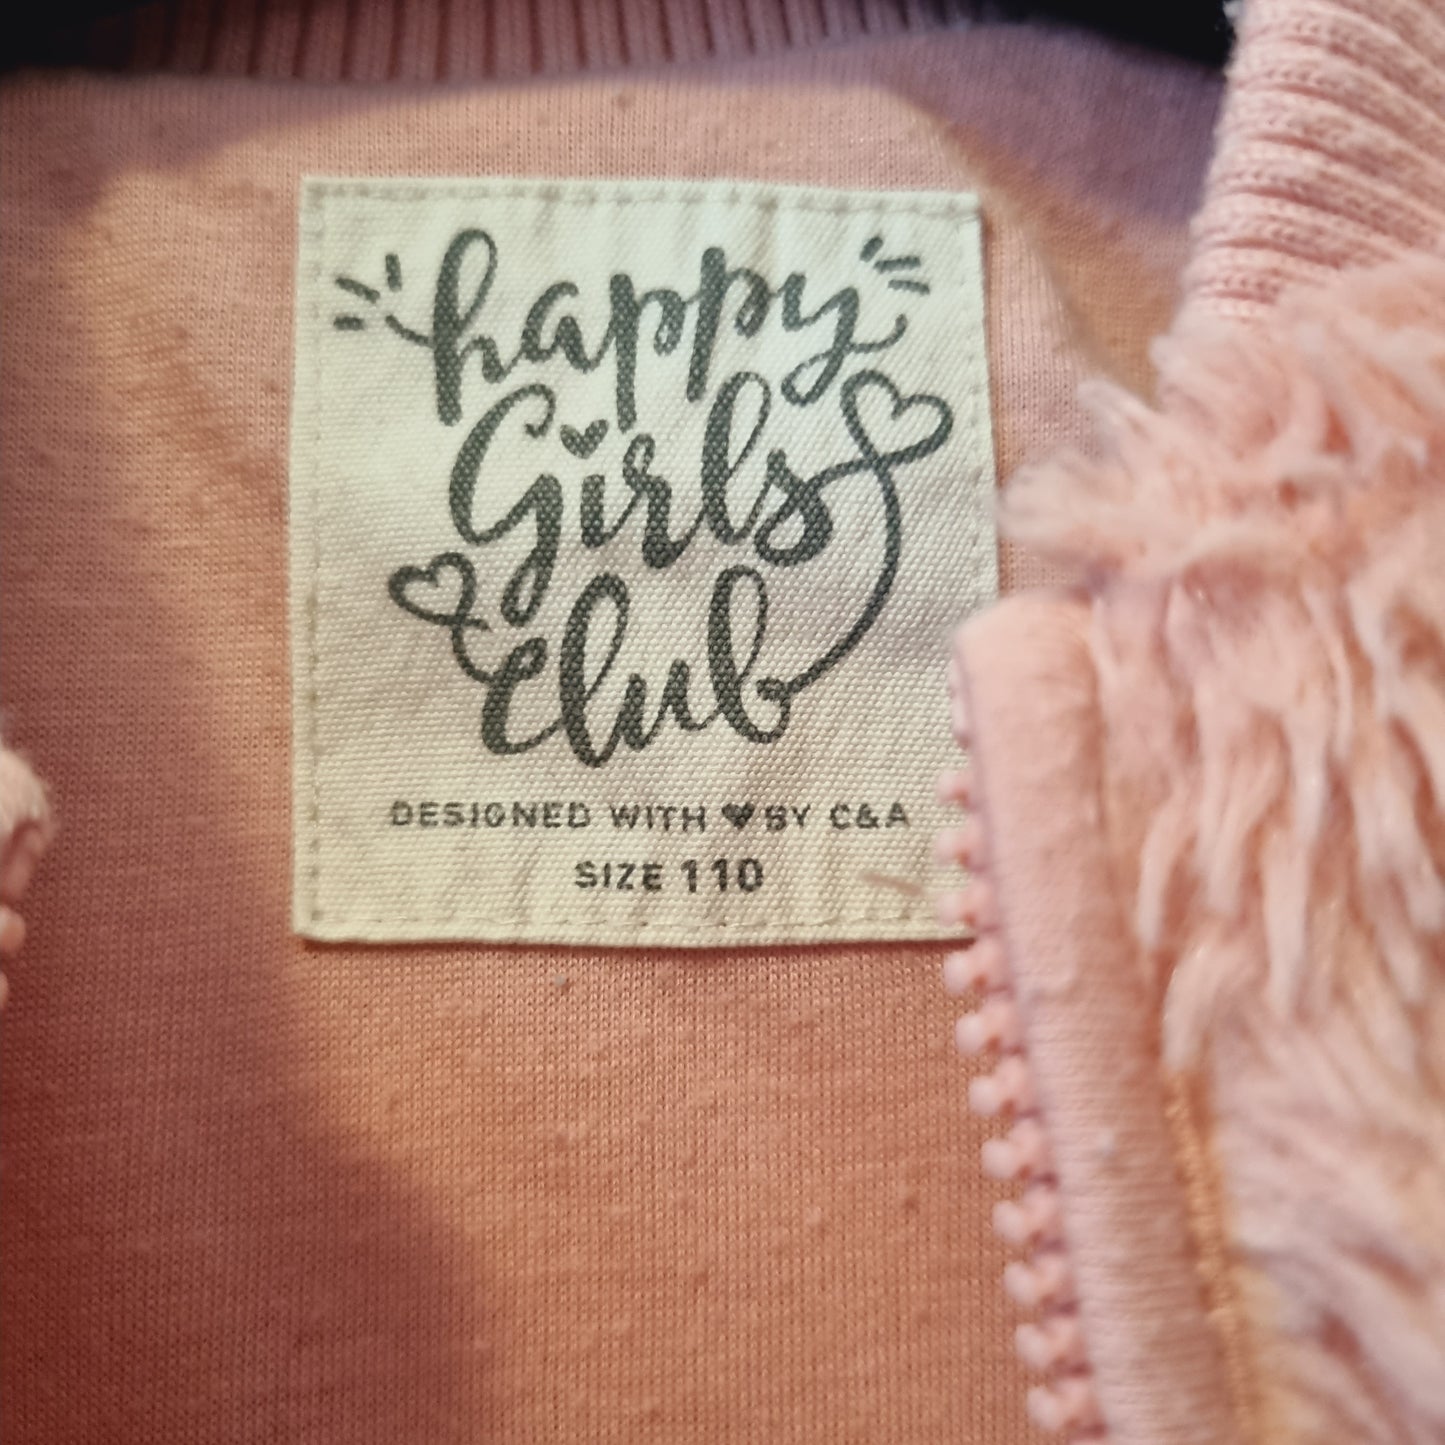 happy
Girls
Club
DESIGNED WITH ♥ BY C&A
SIZE 110